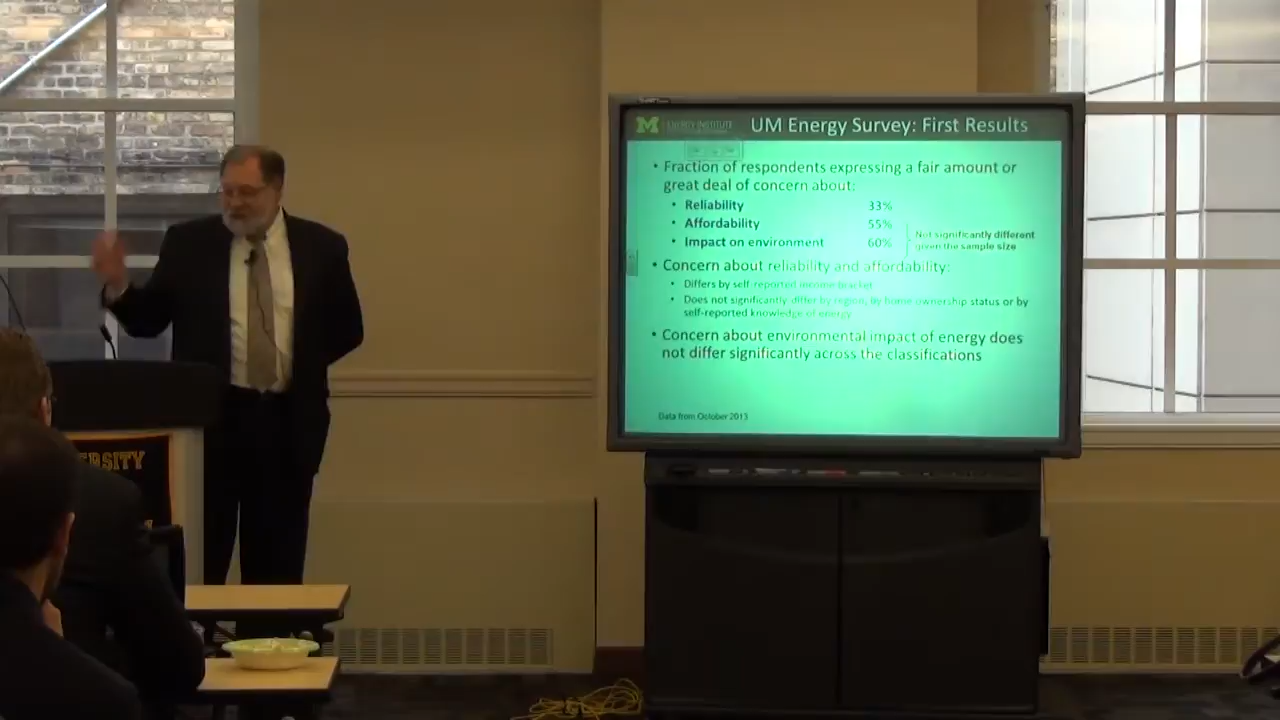 ERSITY
M ENERGY INSTITUTE
UM Energy Survey: First Results
• Fraction of respondents expressing a fair amount or
great deal of concern about:
• Reliability 33%
• Affordability 55%
• Impact on environment 60%
Not significantly different
given the sample size
• Concern about reliability and affordability:
• Differs by self-reported income bracket
• Does not significantly differ by region, by home ownership status or by
self-reported knowledge of energy
• Concern about environmental impact of energy does
not differ significantly across the classifications
Data from October 2013